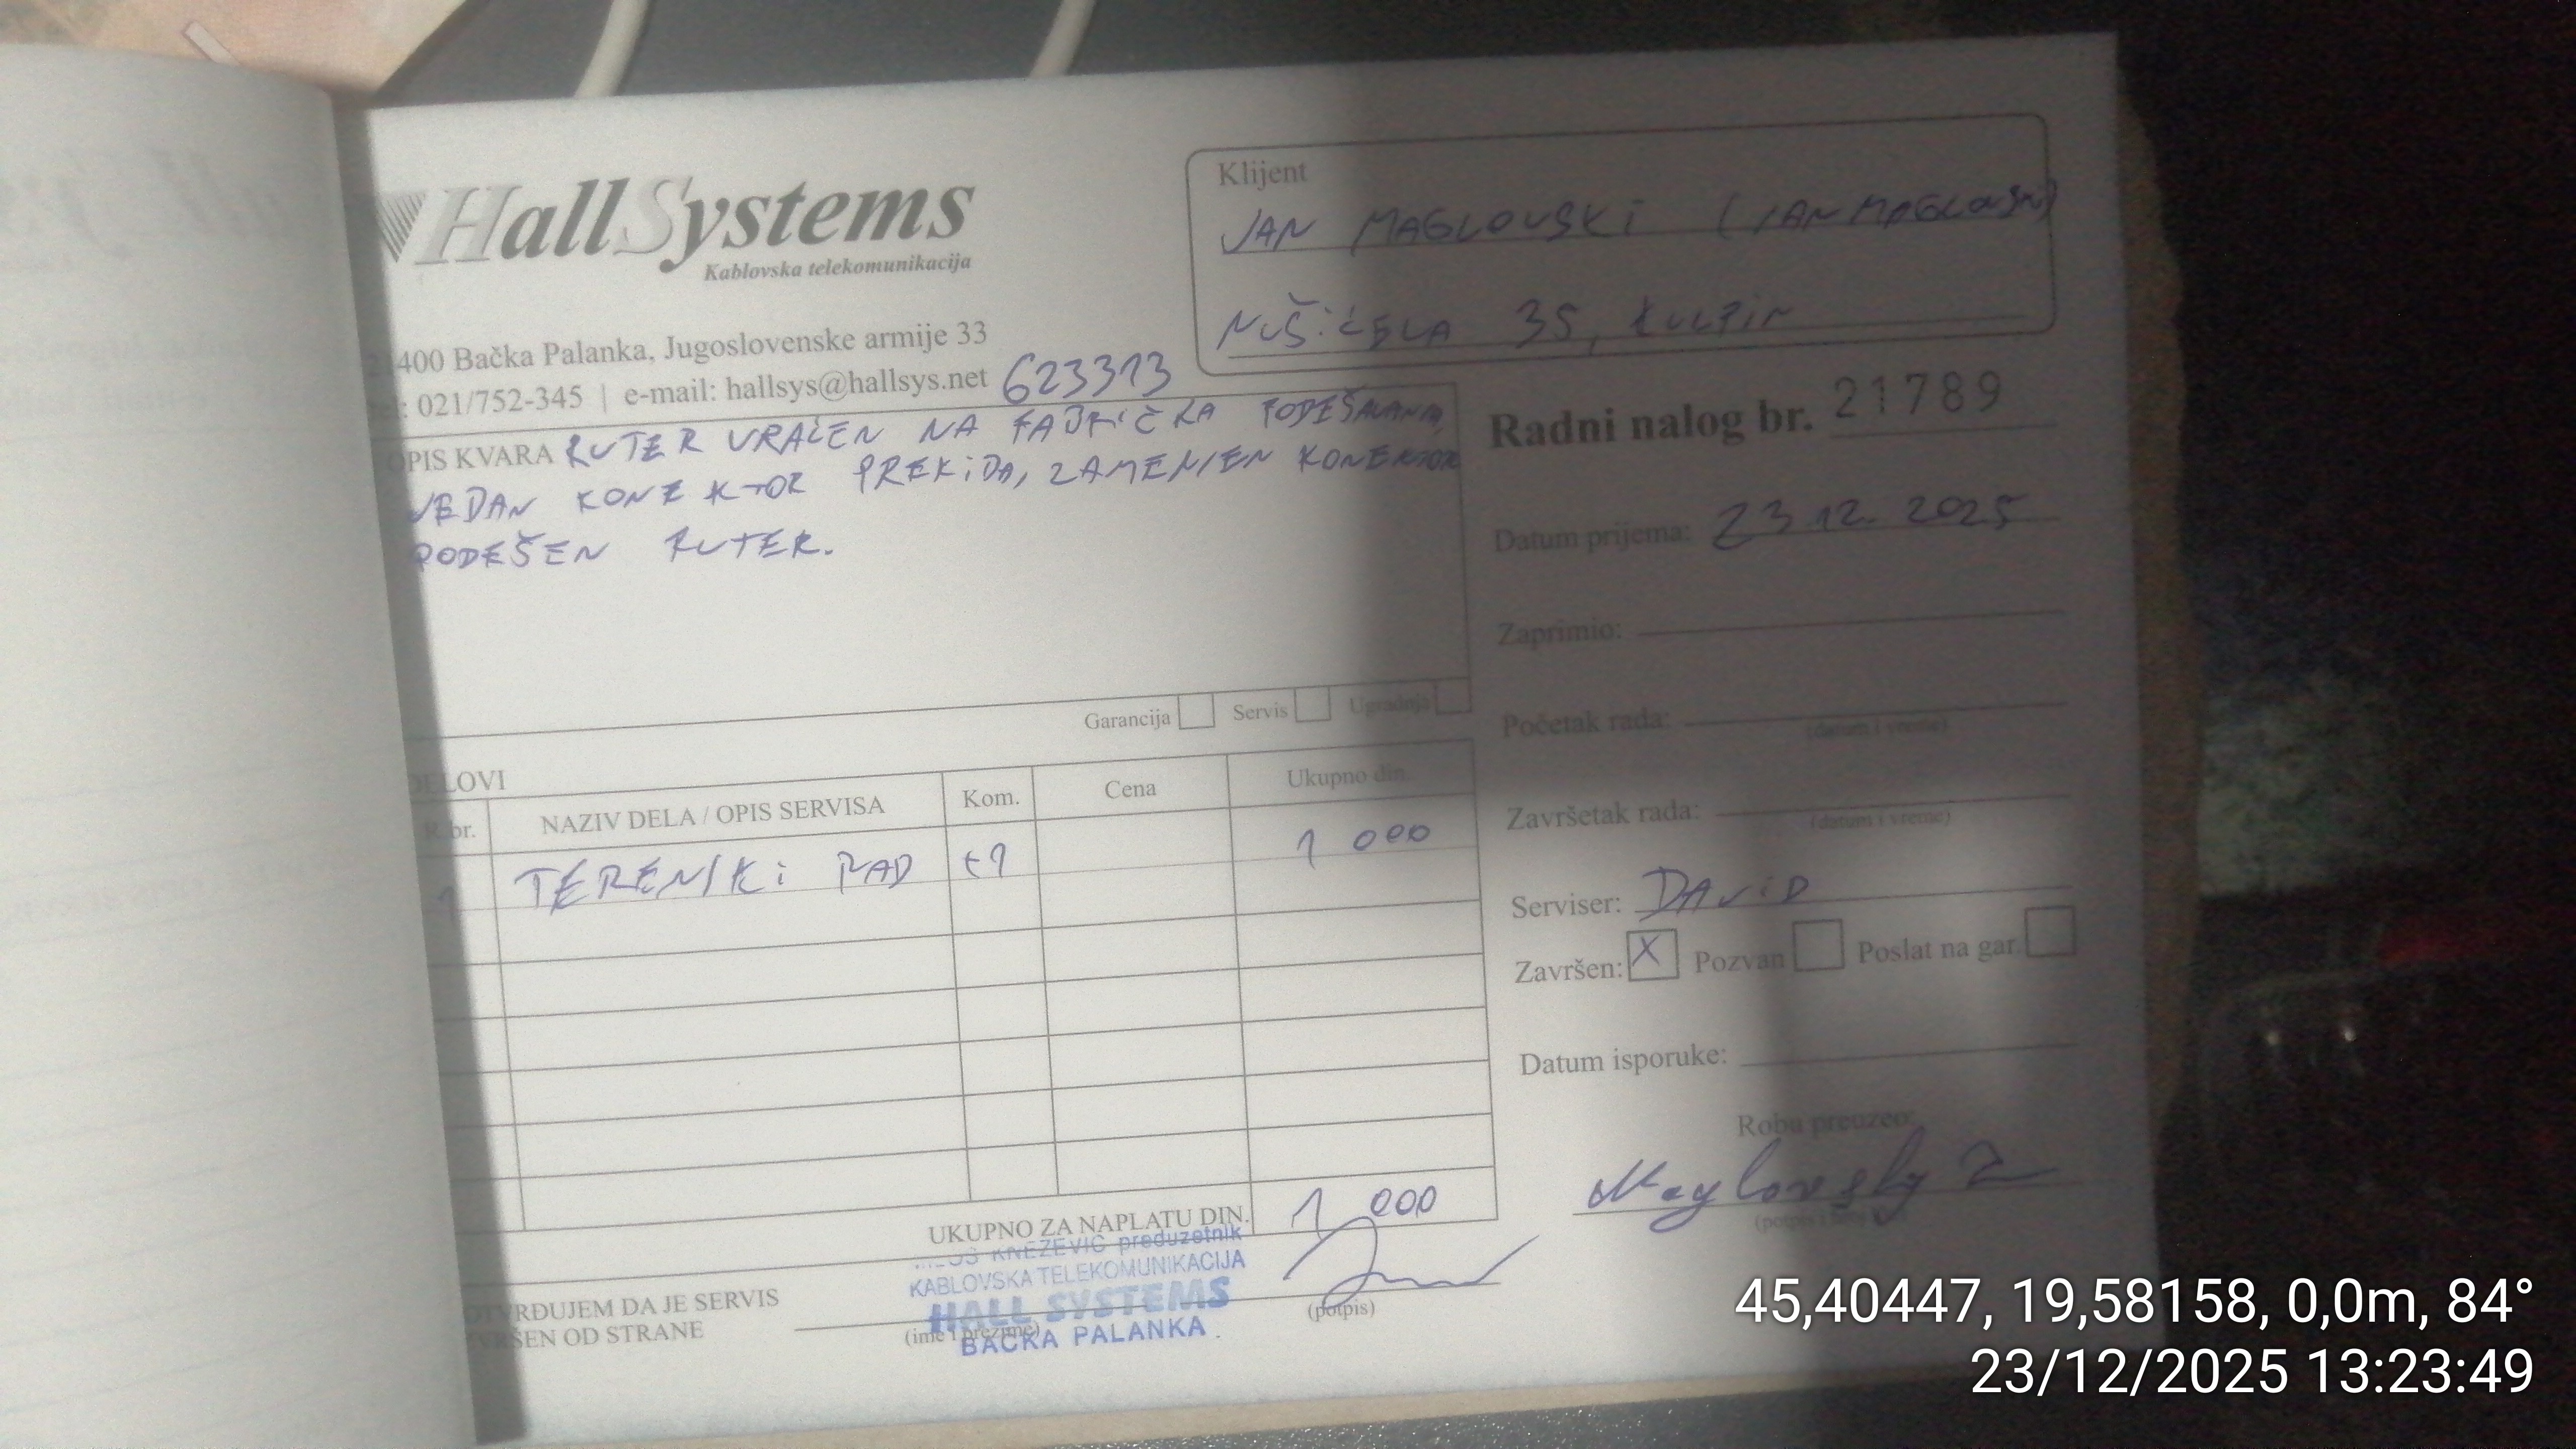 HallSystems
Kablovska telekomunikacija
400 Bačka Palanka, Jugoslovenske armije 33
: 021/752-345 | e-mail: hallsys@hallsys.net
623313
Klijent
JAN MAGLOVSKi
NUŠiĆEVA 35, KULPIN
Radni nalog br. 21789
OPIS KVARA RUTER VRAĆEN NA FABRiČKA PODEŠAVANJA,
JEDAN KONEKTOR PREKiDA, ZAMENJEN KONEKTOR
PODEŠEN RUTER.
Garancija Servis Ugradnja
Datum prijema: 23 12. 2025
Zaprimio:
Početak rada:
(datum i vreme)
Završetak rada:
(datum i vreme)
Serviser: DAViD
Završen: X Pozvan Poslat na gar.
Datum isporuke:
Robu preuzeo:
DELOVI
R.br. NAZIV DELA / OPIS SERVISA Kom. Cena Ukupno din.
1 TERENSKi RAD 1 000
UKUPNO ZA NAPLATU DIN. 1 000
KNEŽEVIĆ preduzetnik
KABLOVSKA TELEKOMUNIKACIJA
HALL SYSTEMS
BAČKA PALANKA
OTVRĐUJEM DA JE SERVIS
VRŠEN OD STRANE
(ime i prezime)
(potpis)
45,40447, 19,58158, 0,0m, 84°
23/12/2025 13:23:49